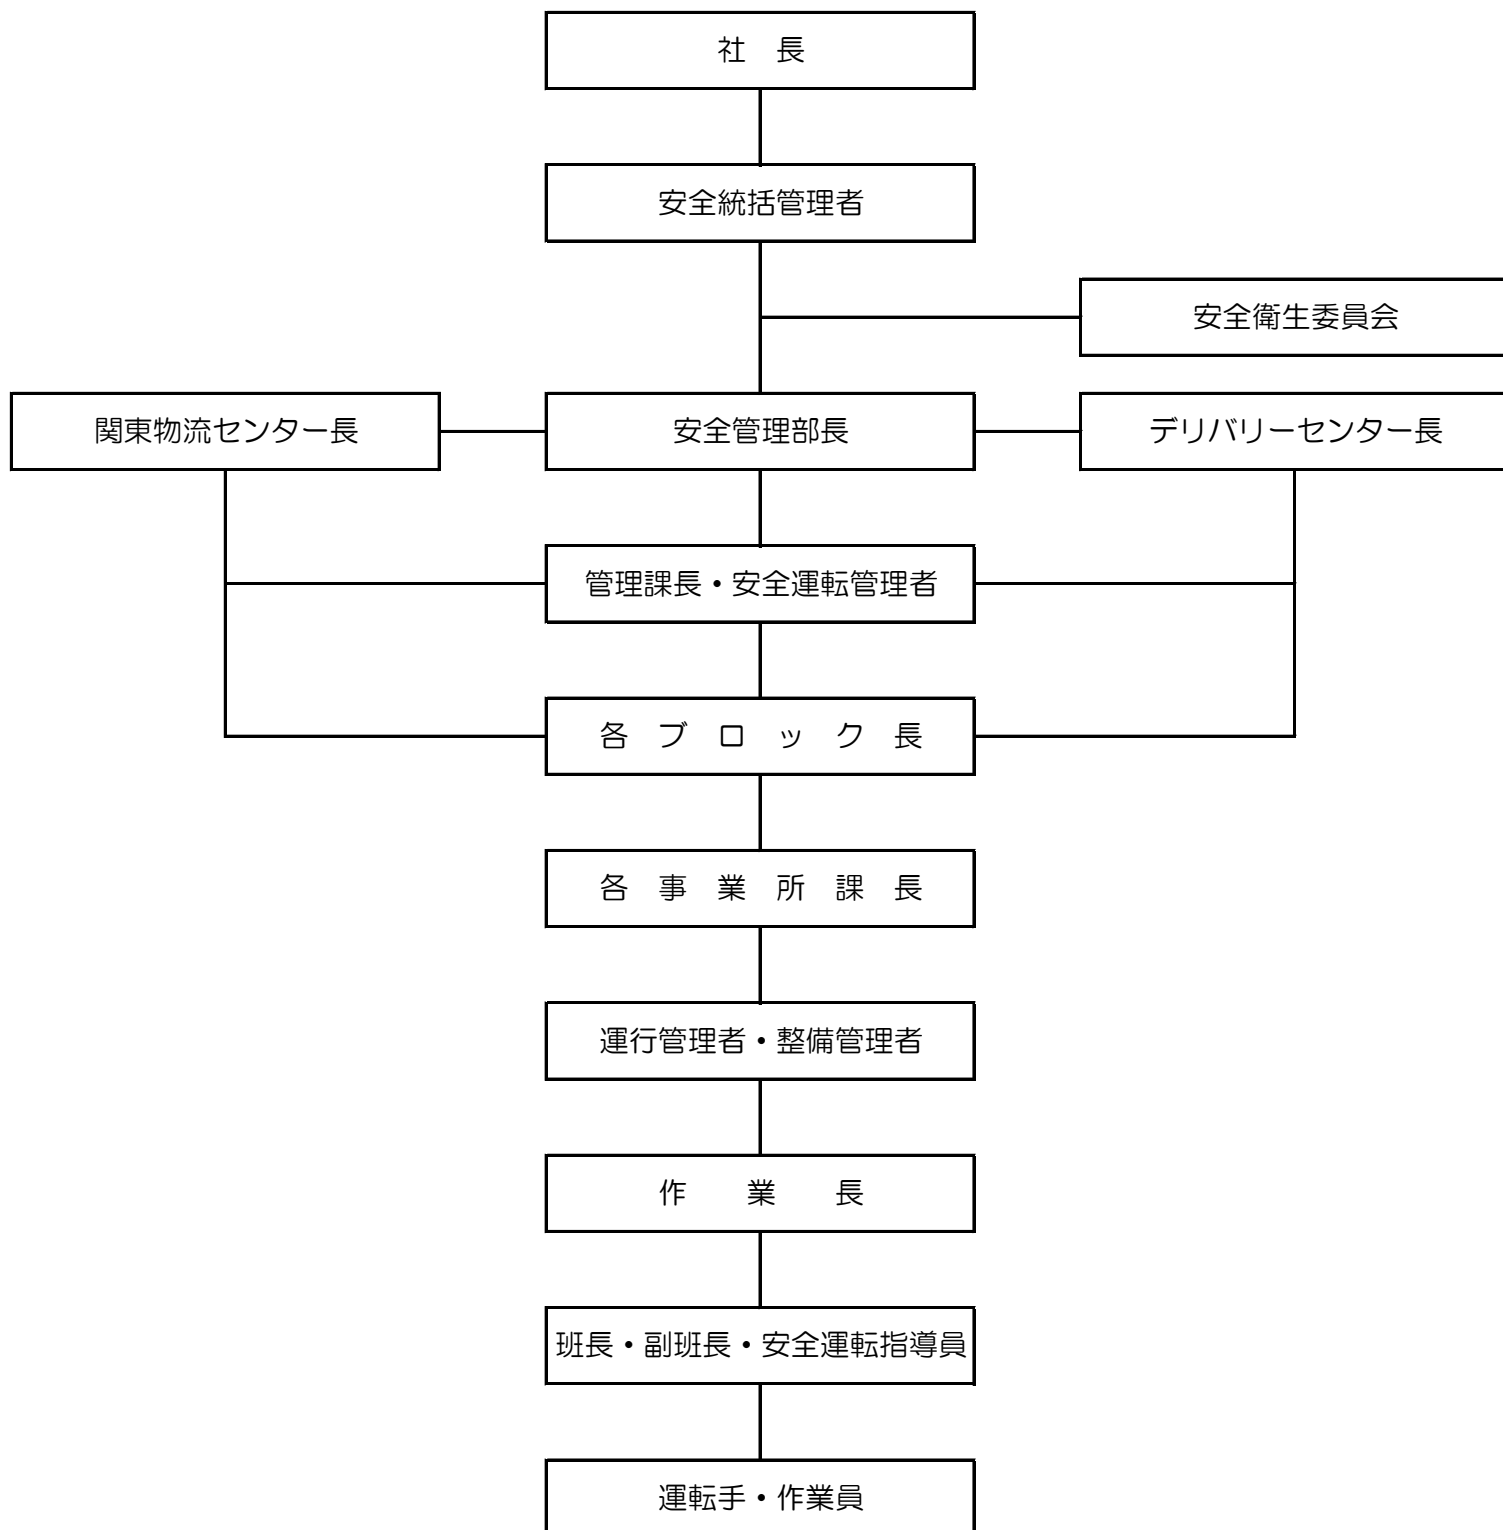 社　長
安全統括管理者
安全衛生委員会
関東物流センター長
安全管理部長
デリバリーセンター長
管理課長・安全運転管理者
各　ブ　ロ　ッ　ク　長
各　事　業　所　課　長
運行管理者・整備管理者
作　　業　　長
班長・副班長・安全運転指導員
運転手・作業員